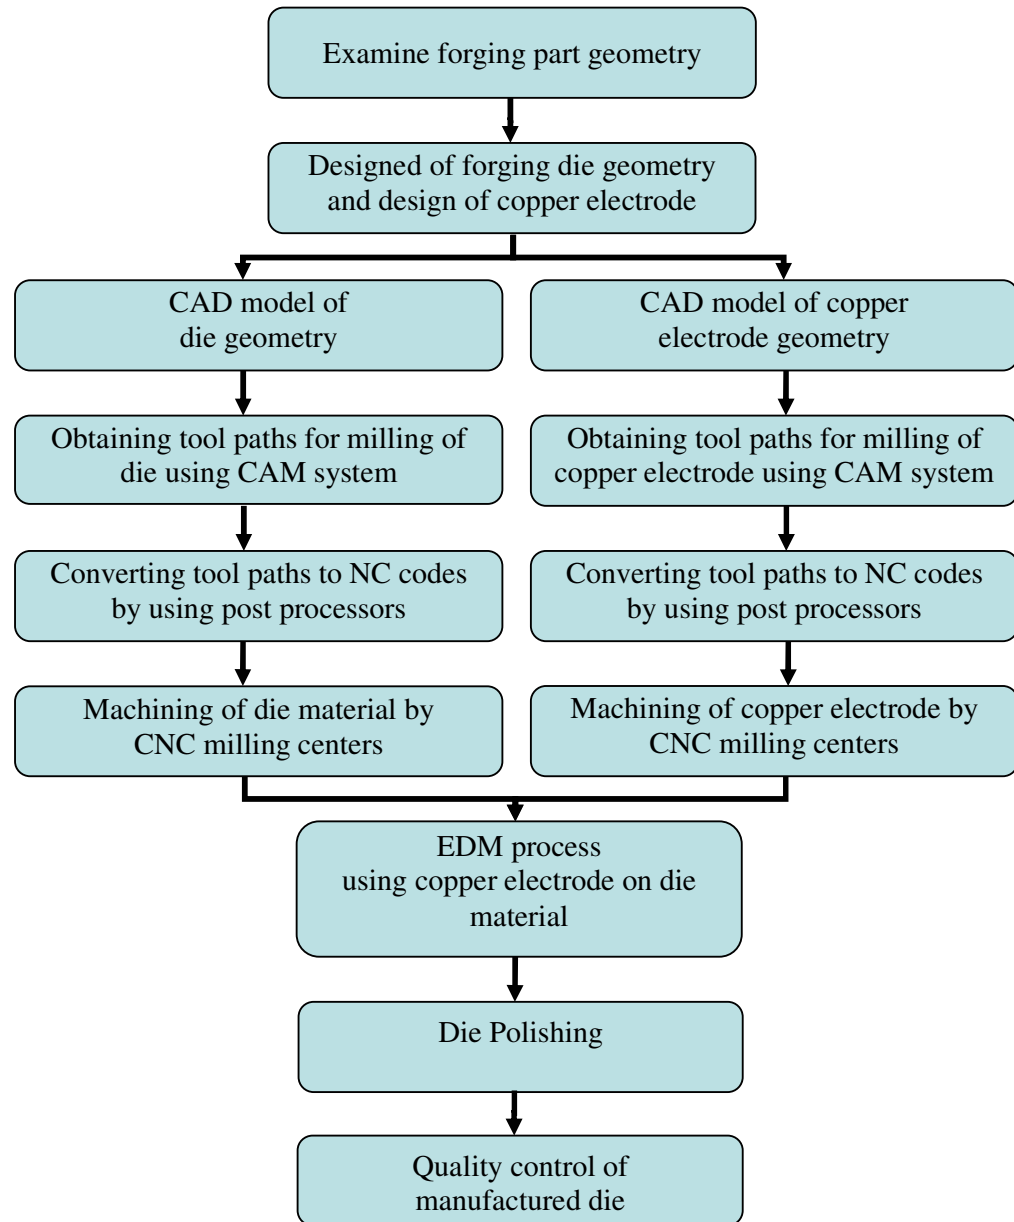 Examine forging part geometry
Designed of forging die geometry
and design of copper electrode
CAD model of
die geometry
CAD model of copper
electrode geometry
Obtaining tool paths for milling of
die using CAM system
Obtaining tool paths for milling of
copper electrode using CAM system
Converting tool paths to NC codes
by using post processors
Converting tool paths to NC codes
by using post processors
Machining of die material by
CNC milling centers
Machining of copper electrode by
CNC milling centers
EDM process
using copper electrode on die
material
Die Polishing
Quality control of
manufactured die